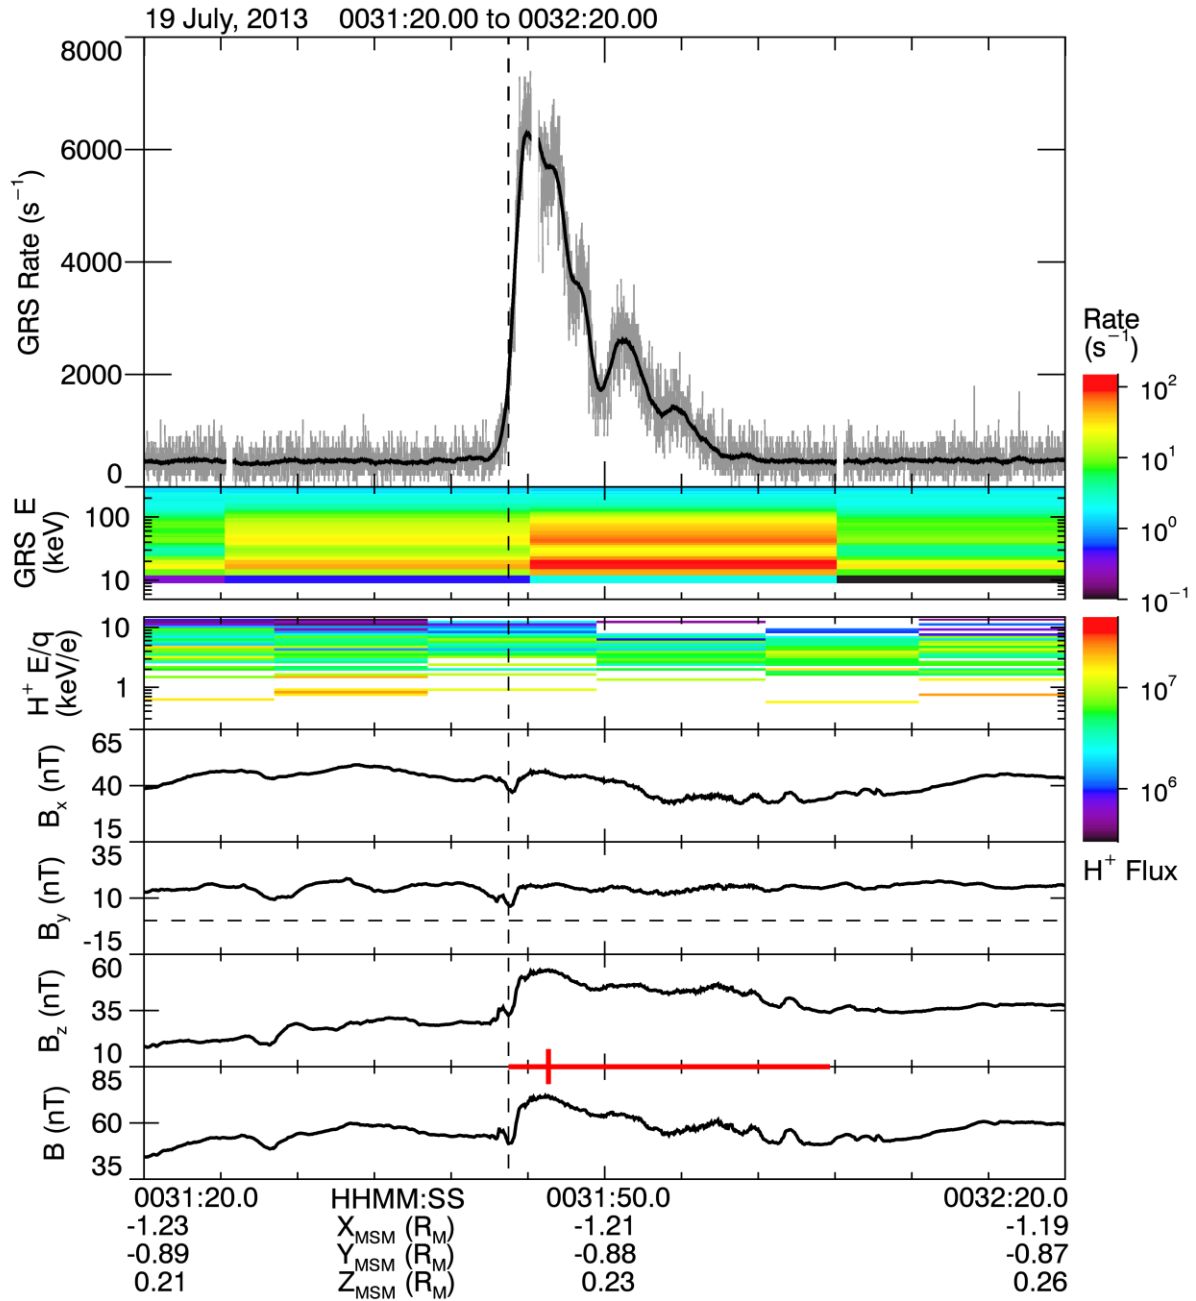 19 July, 2013 0031:20.00 to 0032:20.00
8000
6000
4000
2000
0
GRS Rate (s⁻¹)
100
10
GRS E
(keV)
10
1
H⁺ E/q
(keV/e)
65
40
15
Bₓ (nT)
35
10
-15
B_y (nT)
60
35
10
B_z (nT)
85
60
35
B (nT)
Rate
(s⁻¹)
10²
10¹
10⁰
10⁻¹
10⁷
10⁶
H⁺ Flux
0031:20.0 HHMM:SS 0031:50.0 0032:20.0
-1.23 X_MSM (R_M) -1.21 -1.19
-0.89 Y_MSM (R_M) -0.88 -0.87
0.21 Z_MSM (R_M) 0.23 0.26